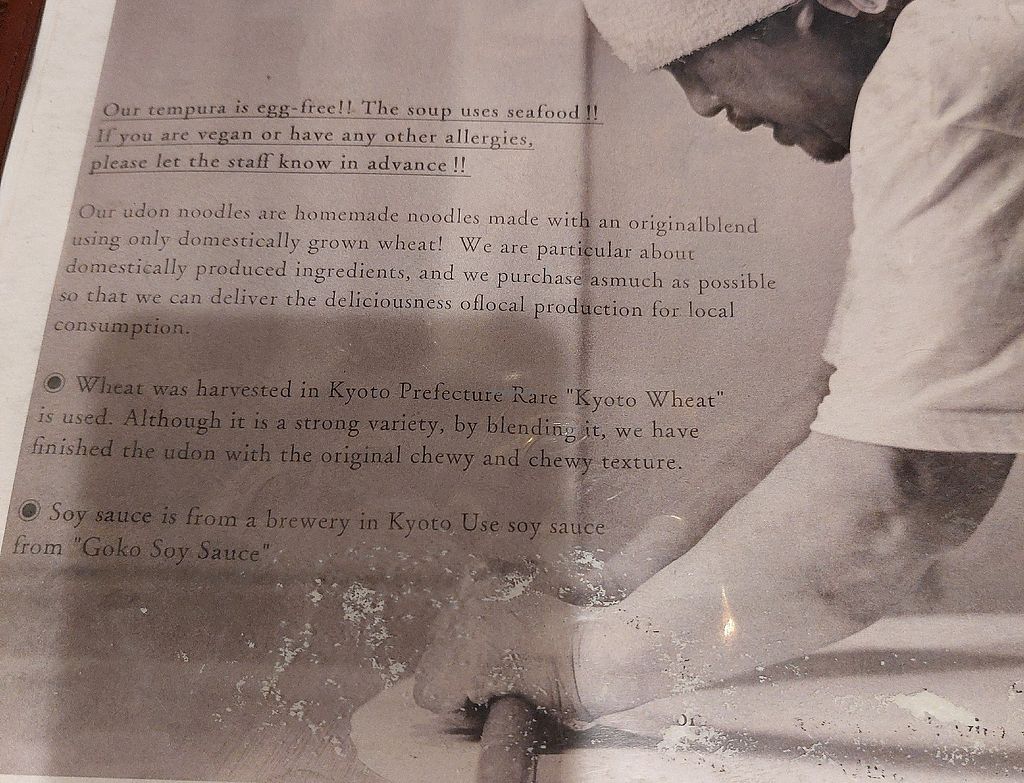 Our tempura is egg-free!! The soup uses seafood !!
If you are vegan or have any other allergies,
please let the staff know in advance !!
Our udon noodles are homemade noodles made with an originalblend
using only domestically grown wheat! We are particular about
domestically produced ingredients, and we purchase asmuch as possible
so that we can deliver the deliciousness oflocal production for local
consumption.
◉ Wheat was harvested in Kyoto Prefecture Rare "Kyoto Wheat"
is used. Although it is a strong variety, by blending it, we have
finished the udon with the original chewy and chewy texture.
◉ Soy sauce is from a brewery in Kyoto Use soy sauce
from "Goko Soy Sauce"